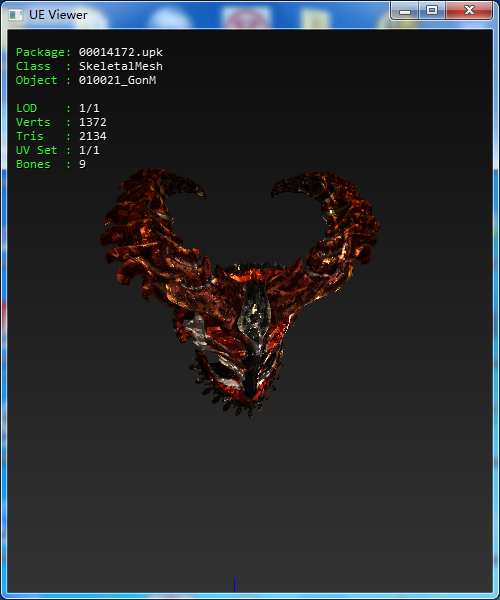 UE Viewer
Package: 00014172.upk
Class : SkeletalMesh
Object : 010021_GonM
LOD : 1/1
Verts : 1372
Tris : 2134
UV Set : 1/1
Bones : 9